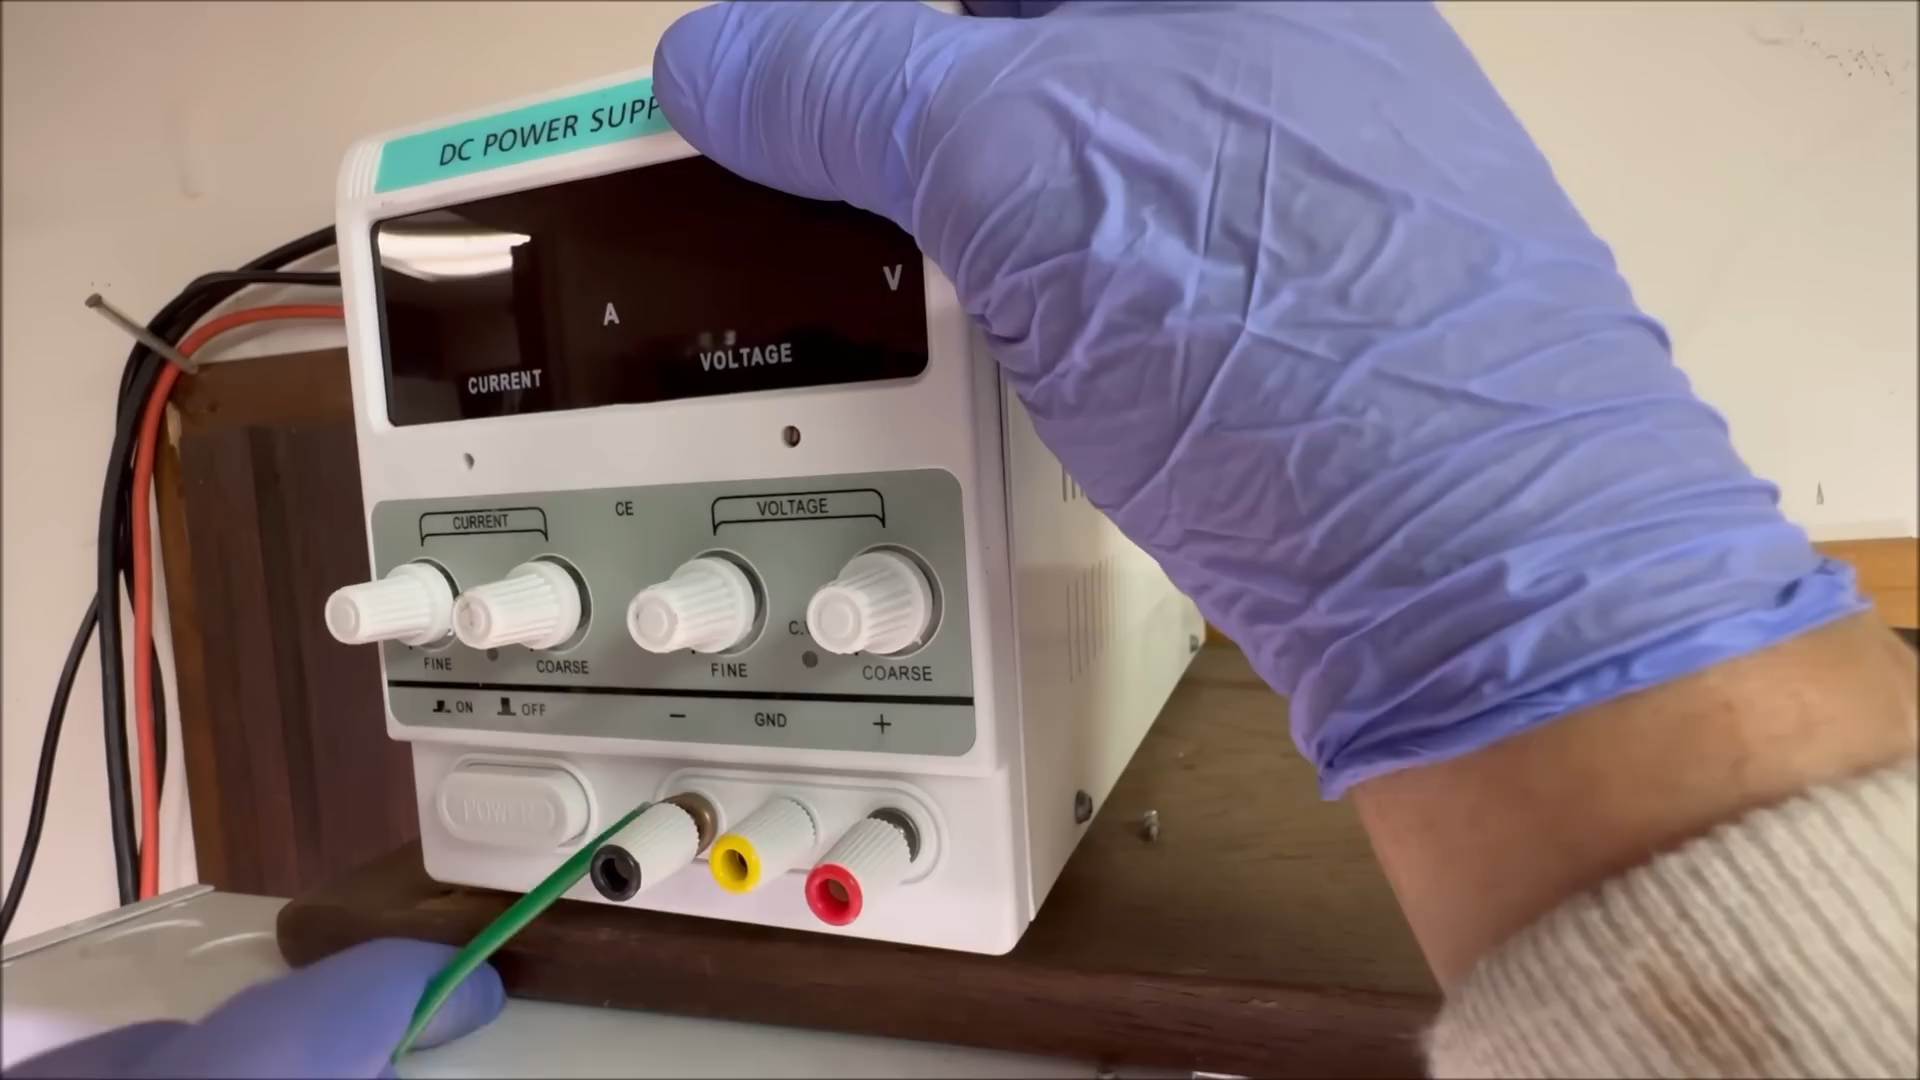 DC POWER SUPP
V
A
VOLTAGE
CURRENT
CURRENT
CE
VOLTAGE
C.
FINE
COARSE
FINE
COARSE
ON
OFF
−
GND
+
POWER